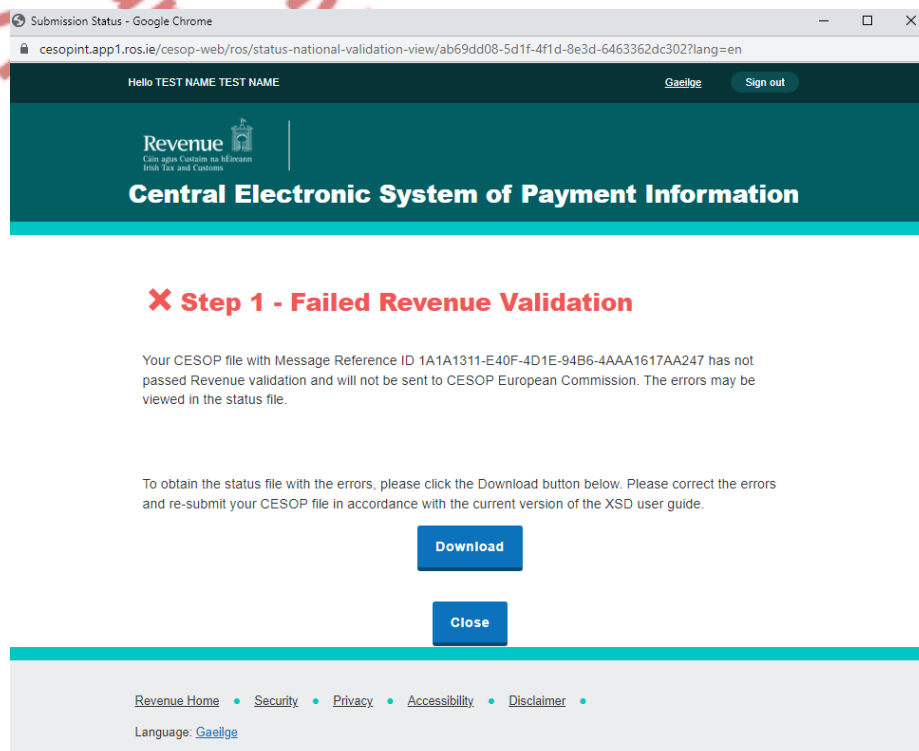 Submission Status - Google Chrome
cesopint.app1.ros.ie/cesop-web/ros/status-national-validation-view/ab69dd08-5d1f-4f1d-8e3d-6463362dc302?lang=en
Hello TEST NAME TEST NAME
Gaeilge
Sign out
Revenue
Cáin agus Custaim na hÉireann
Irish Tax and Customs
Central Electronic System of Payment Information
Step 1 - Failed Revenue Validation
Your CESOP file with Message Reference ID 1A1A1311-E40F-4D1E-94B6-4AAA1617AA247 has not
passed Revenue validation and will not be sent to CESOP European Commission. The errors may be
viewed in the status file.
To obtain the status file with the errors, please click the Download button below. Please correct the errors
and re-submit your CESOP file in accordance with the current version of the XSD user guide.
Download
Close
Revenue Home • Security • Privacy • Accessibility • Disclaimer •
Language: Gaeilge